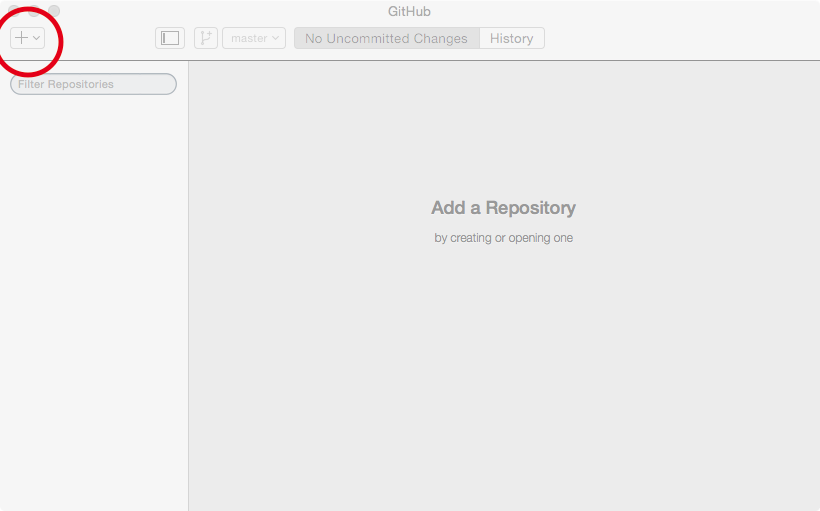 GitHub
master
No Uncommitted Changes
History
Filter Repositories
Add a Repository
by creating or opening one